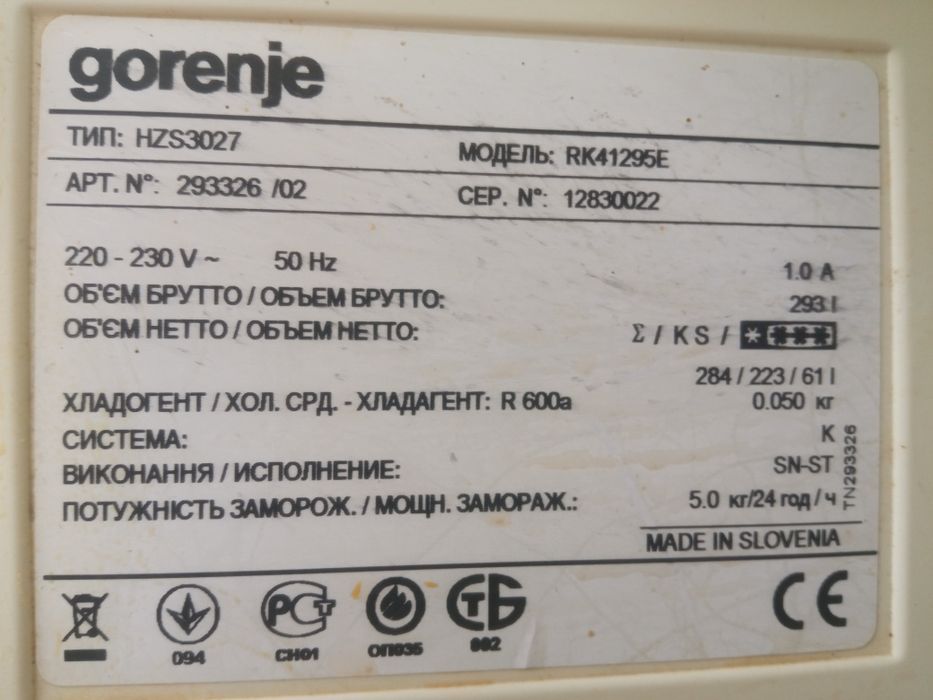 gorenje
ТИП: HZS3027 МОДЕЛЬ: RK41295E
АРТ. N°: 293326 /02 СЕР. N°: 12830022
220 - 230 V ~ 50 Hz 1.0 A
ОБ'ЄМ БРУТТО / ОБЪЕМ БРУТТО: 293 l
ОБ'ЄМ НЕТТО / ОБЪЕМ НЕТТО: Σ / K S / * ***
284 / 223 / 61 l
ХЛАДОГЕНТ / ХОЛ. СРД. - ХЛАДАГЕНТ: R 600a 0.050 кг
СИСТЕМА: K
ВИКОНАННЯ / ИСПОЛНЕНИЕ: SN-ST
ПОТУЖНІСТЬ ЗАМОРОЖ. / МОЩН. ЗАМОРАЖ.: 5.0 кг/24 год / ч
TN293326
MADE IN SLOVENIA
094
РСТ
СН01
ОП035
СТБ
002
CE